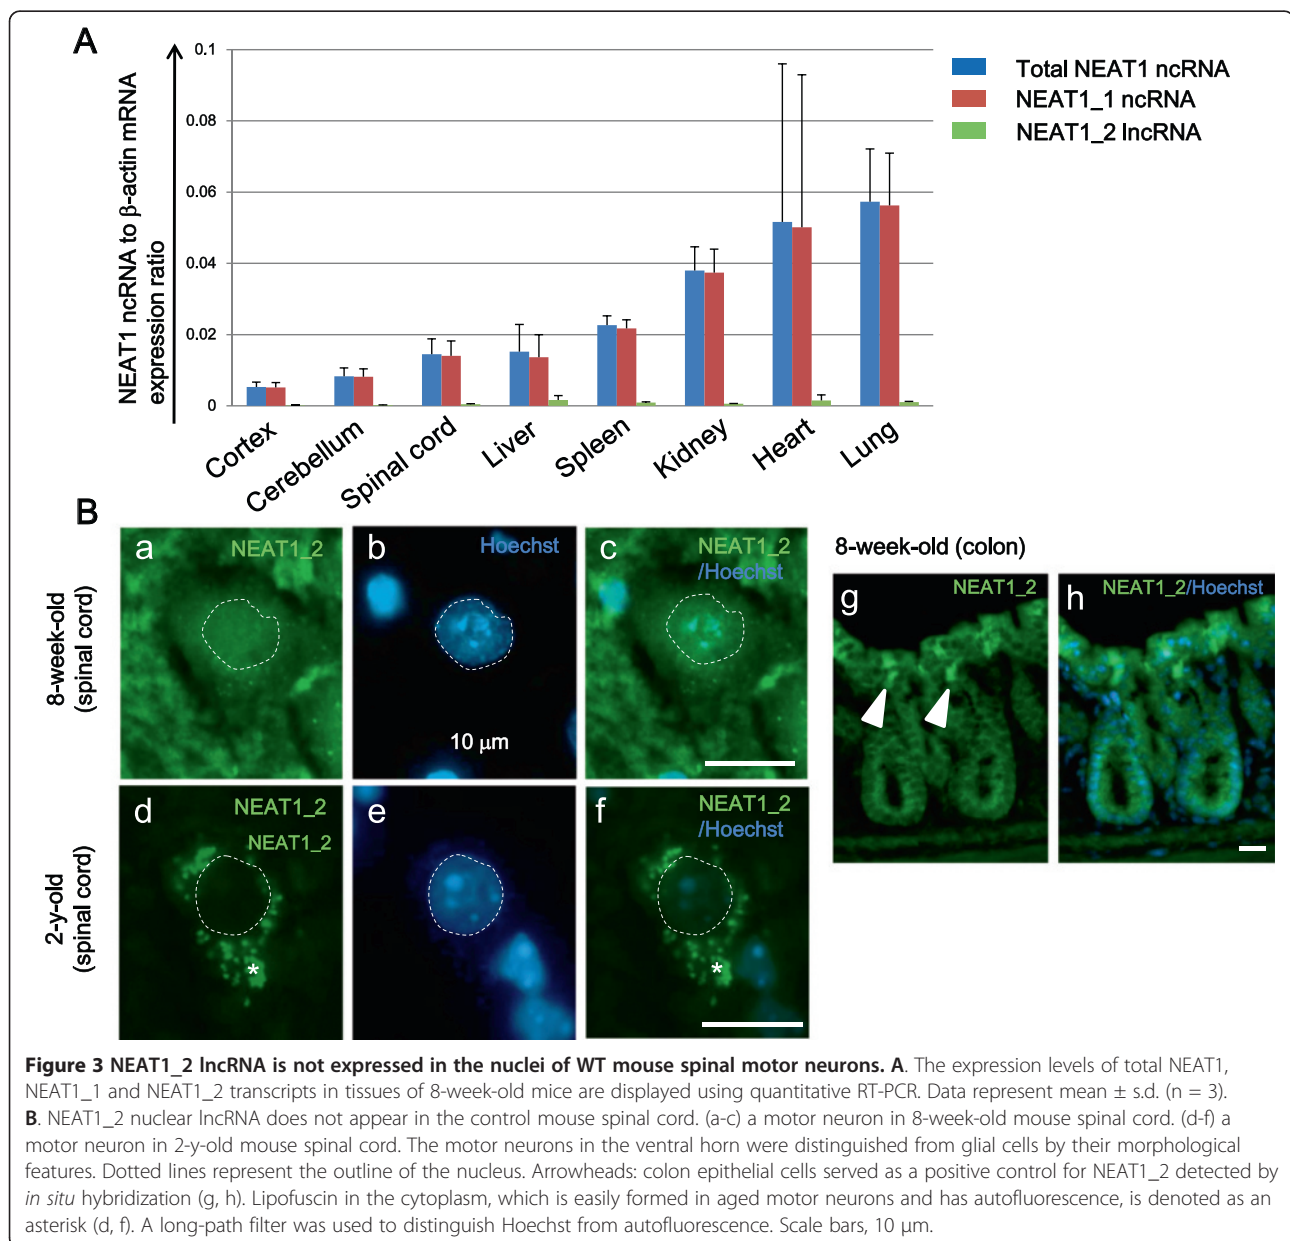 A
NEAT1 ncRNA to β-actin mRNA
expression ratio
0.1
0.08
0.06
0.04
0.02
0
Total NEAT1 ncRNA
NEAT1_1 ncRNA
NEAT1_2 lncRNA
Cortex
Cerebellum
Spinal cord
Liver
Spleen
Kidney
Heart
Lung
B
8-week-old
(spinal cord)
a
NEAT1_2
b
Hoechst
10 µm
c
NEAT1_2
/Hoechst
2-y-old
(spinal cord)
d
NEAT1_2
NEAT1_2
*
e
f
NEAT1_2
/Hoechst
*
8-week-old (colon)
g
NEAT1_2
h
NEAT1_2/Hoechst
Figure 3 NEAT1_2 lncRNA is not expressed in the nuclei of WT mouse spinal motor neurons. A. The expression levels of total NEAT1,
NEAT1_1 and NEAT1_2 transcripts in tissues of 8-week-old mice are displayed using quantitative RT-PCR. Data represent mean ± s.d. (n = 3).
B. NEAT1_2 nuclear lncRNA does not appear in the control mouse spinal cord. (a-c) a motor neuron in 8-week-old mouse spinal cord. (d-f) a
motor neuron in 2-y-old mouse spinal cord. The motor neurons in the ventral horn were distinguished from glial cells by their morphological
features. Dotted lines represent the outline of the nucleus. Arrowheads: colon epithelial cells served as a positive control for NEAT1_2 detected by
in situ hybridization (g, h). Lipofuscin in the cytoplasm, which is easily formed in aged motor neurons and has autofluorescence, is denoted as an
asterisk (d, f). A long-path filter was used to distinguish Hoechst from autofluorescence. Scale bars, 10 µm.